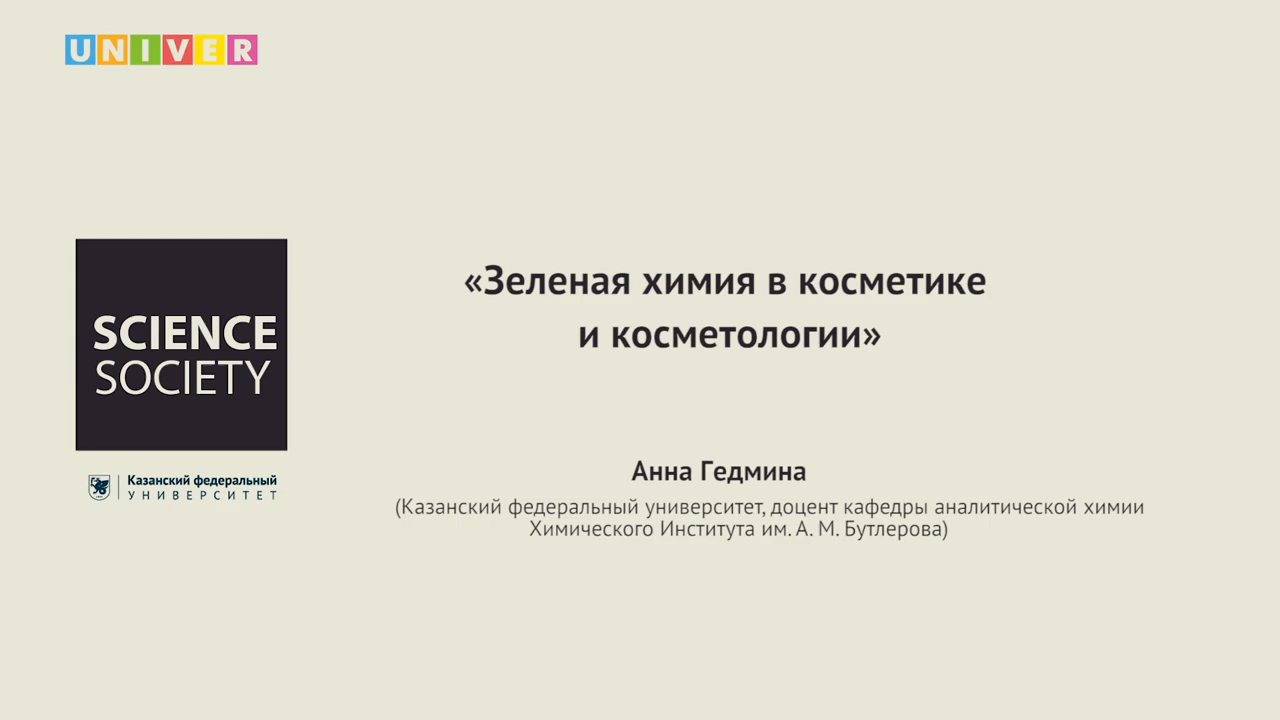 UNIVER
SCIENCE
SOCIETY
Казанский федеральный
УНИВЕРСИТЕТ
«Зеленая химия в косметике
и косметологии»
Анна Гедмина
(Казанский федеральный университет, доцент кафедры аналитической химии
Химического Института им. А. М. Бутлерова)